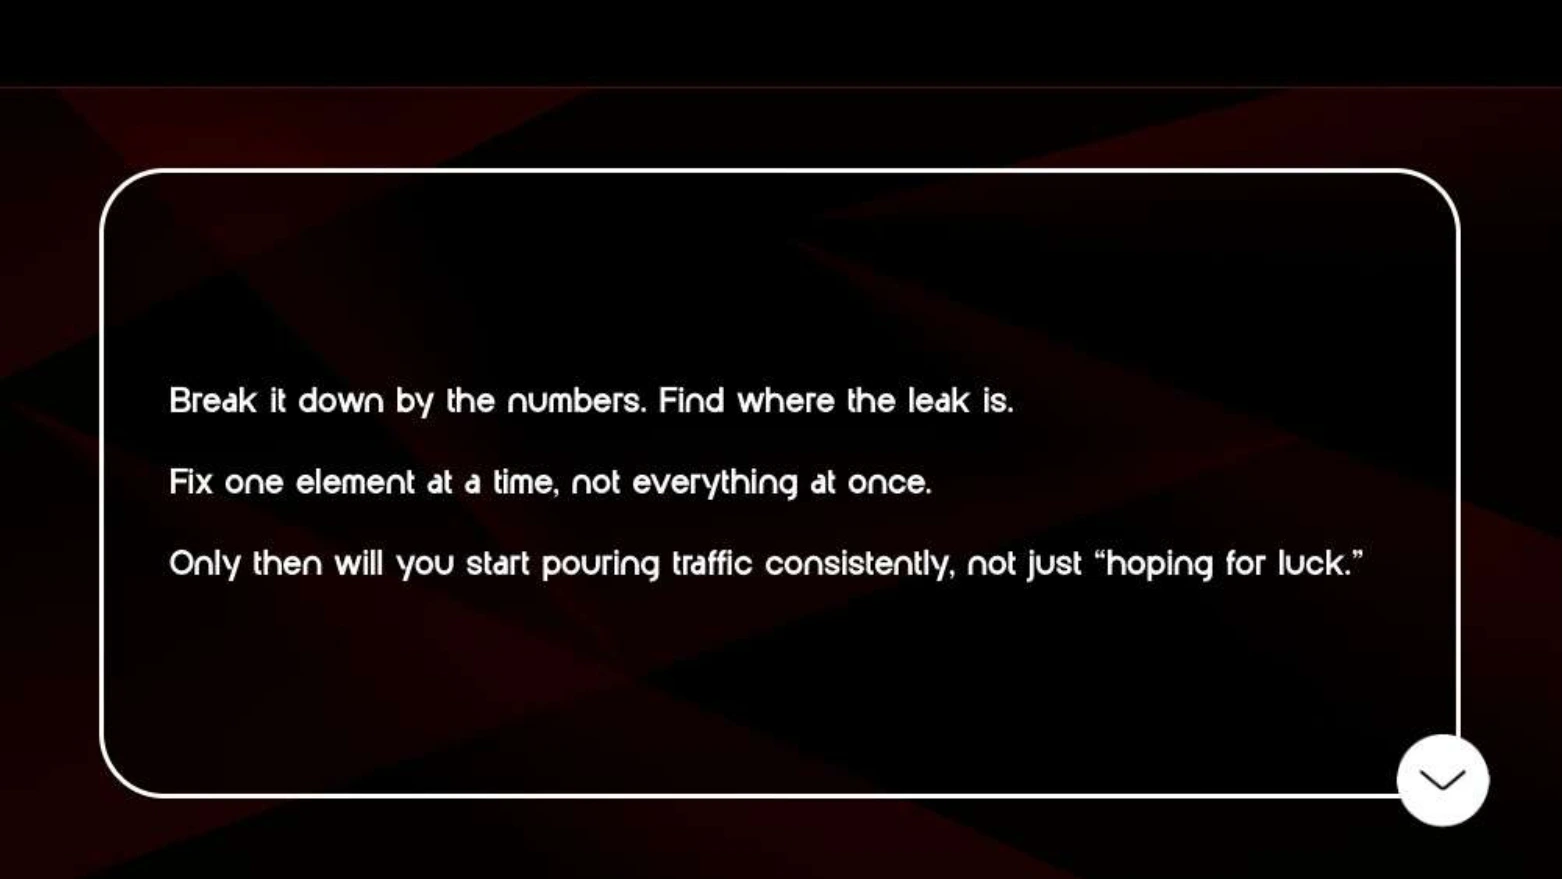 Break it down by the numbers. Find where the leak is.
Fix one element at a time, not everything at once.
Only then will you start pouring traffic consistently, not just “hoping for luck.”